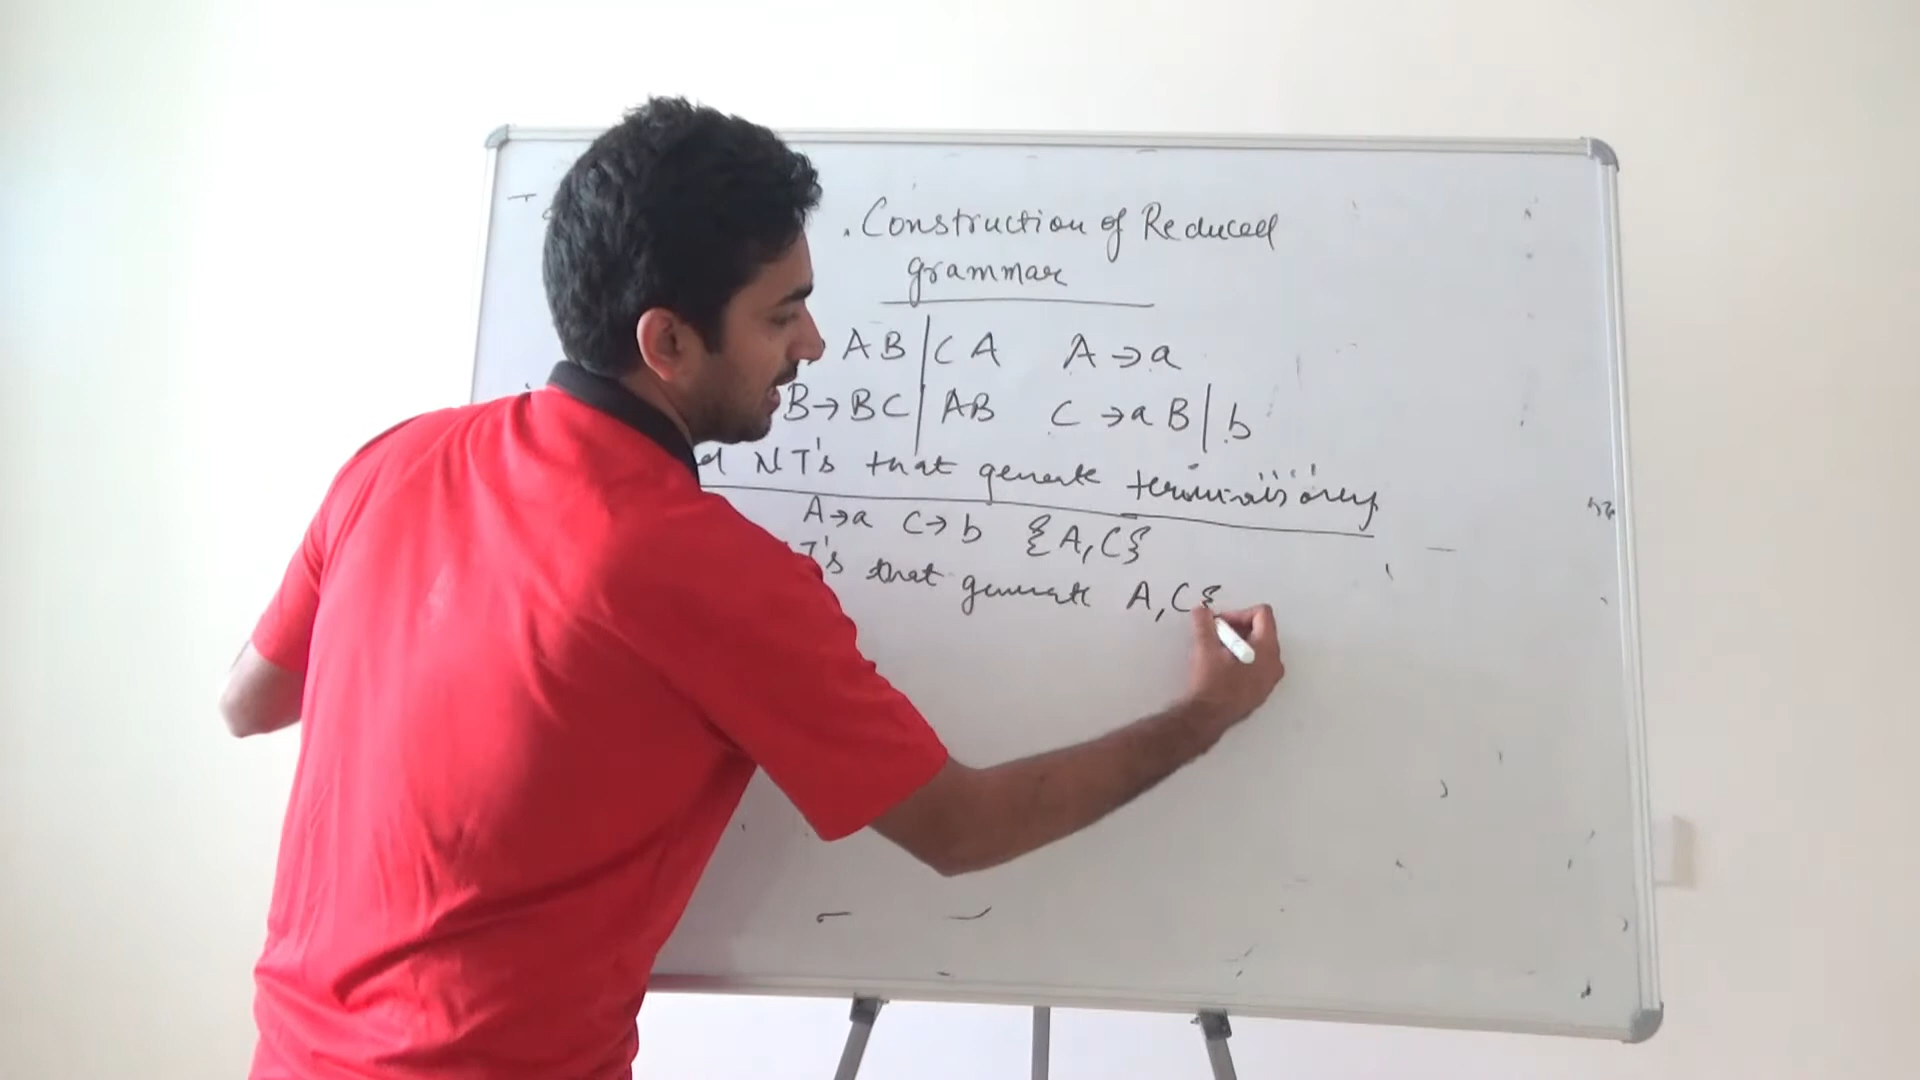 Construction of Reduced
grammar
AB | CA A → a
B → BC | AB C → aB | b
NT's that generate terminals only
A → a C → b {A, C}
that generate A, C}